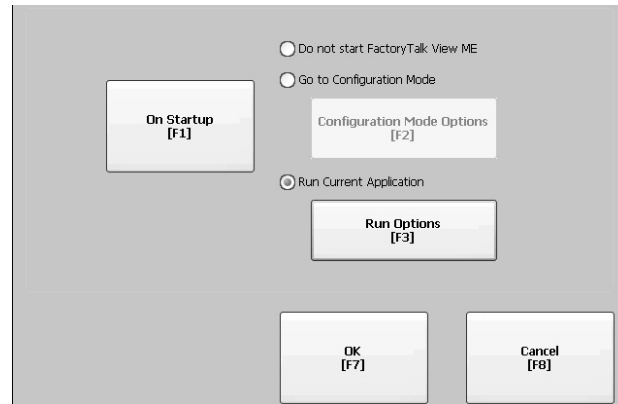 Do not start FactoryTalk View ME
Go to Configuration Mode
On Startup
[F1]
Configuration Mode Options
[F2]
Run Current Application
Run Options
[F3]
OK
[F7]
Cancel
[F8]